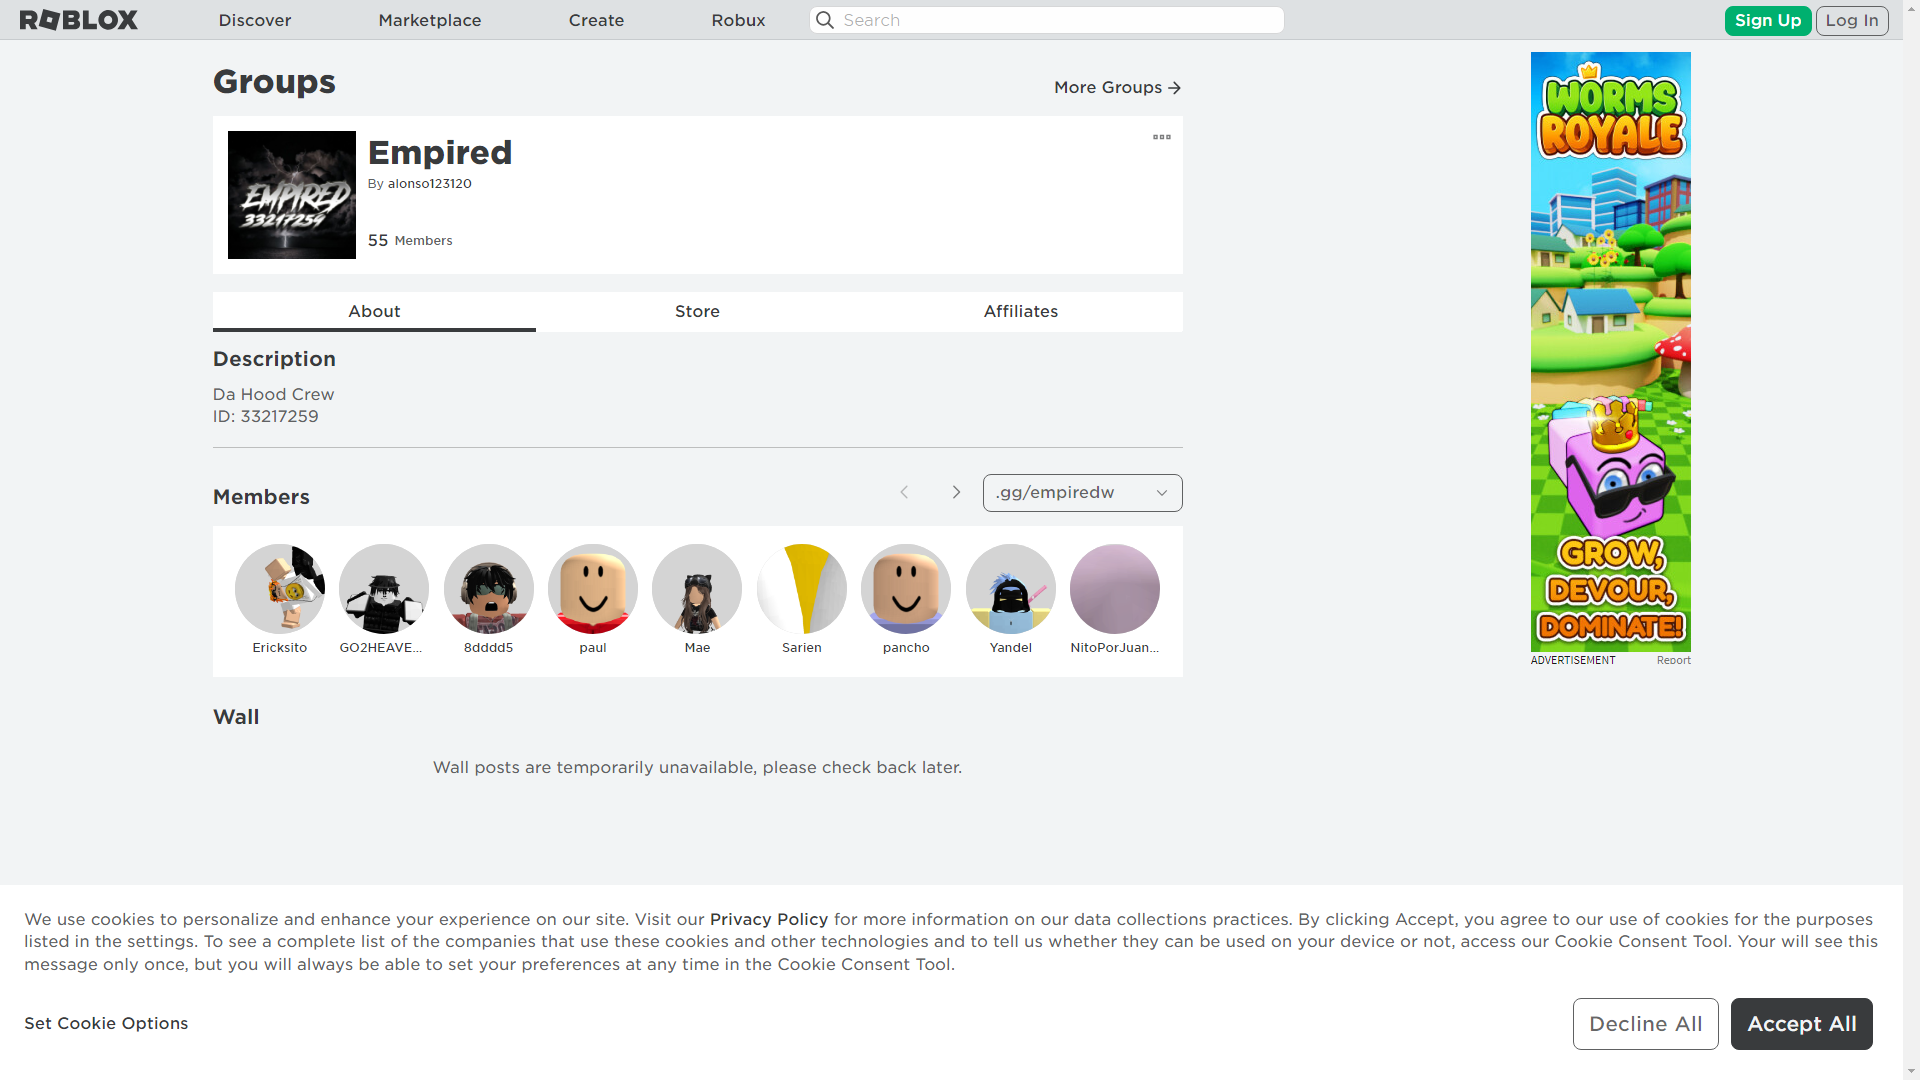 ROBLOX
Discover
Marketplace
Create
Robux
Search
Sign Up
Log In
Groups
More Groups
EMPIRED
33217259
Empired
By alonso123120
55 Members
About
Store
Affiliates
Description
Da Hood Crew
ID: 33217259
Members
.gg/empiredw
Ericksito
GO2HEAVE...
8dddd5
paul
Mae
Sarien
pancho
Yandel
NitoPorJuan...
Wall
Wall posts are temporarily unavailable, please check back later.
WORMS
ROYALE
GROW,
DEVOUR,
DOMINATE!
ADVERTISEMENT
Report
We use cookies to personalize and enhance your experience on our site. Visit our Privacy Policy for more information on our data collections practices. By clicking Accept, you agree to our use of cookies for the purposes
listed in the settings. To see a complete list of the companies that use these cookies and other technologies and to tell us whether they can be used on your device or not, access our Cookie Consent Tool. Your will see this
message only once, but you will always be able to set your preferences at any time in the Cookie Consent Tool.
Set Cookie Options
Decline All
Accept All